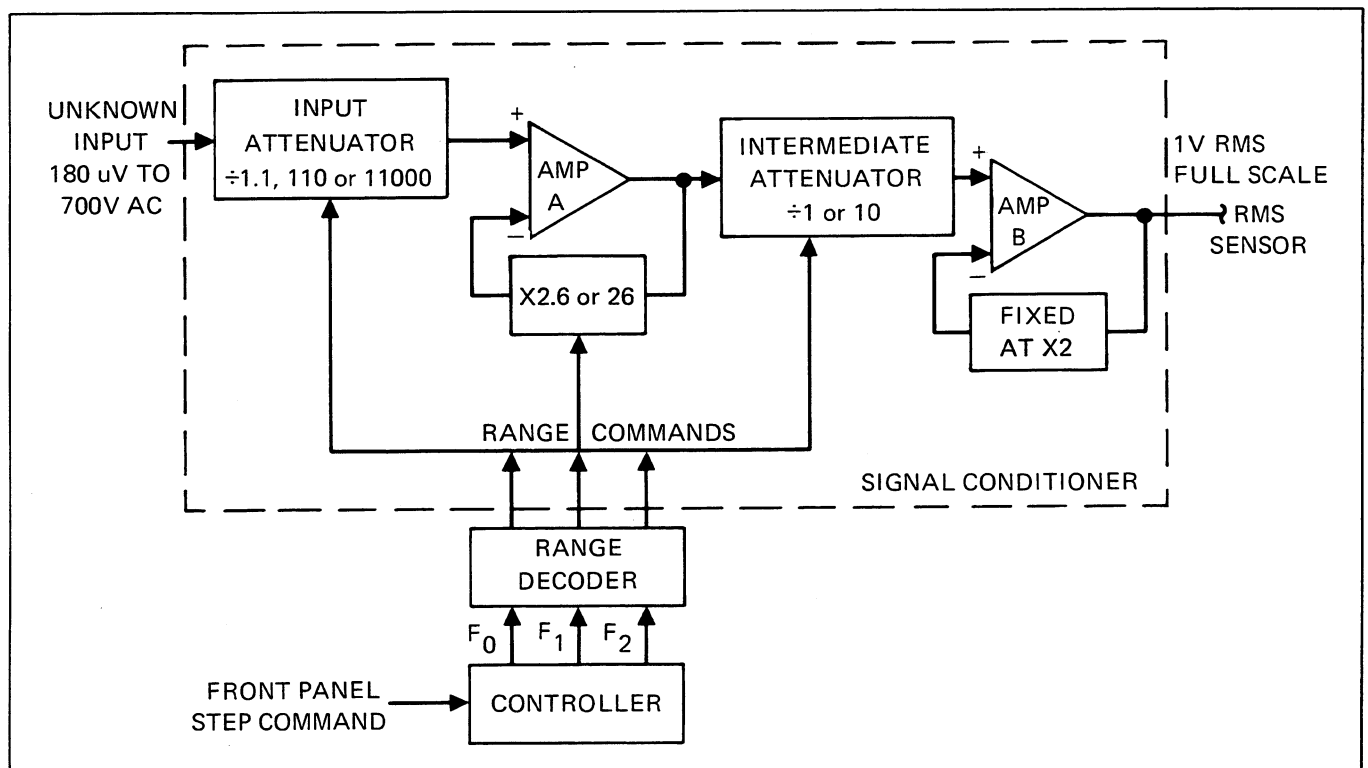 UNKNOWN
INPUT
180 uV TO
700V AC
INPUT
ATTENUATOR
÷1.1, 110 or 11000
+
AMP
A
−
X2.6 or 26
INTERMEDIATE
ATTENUATOR
÷1 or 10
+
AMP
B
−
FIXED
AT X2
1V RMS
FULL SCALE
RMS
SENSOR
RANGE COMMANDS
SIGNAL CONDITIONER
RANGE
DECODER
F0 F1 F2
FRONT PANEL
STEP COMMAND
CONTROLLER